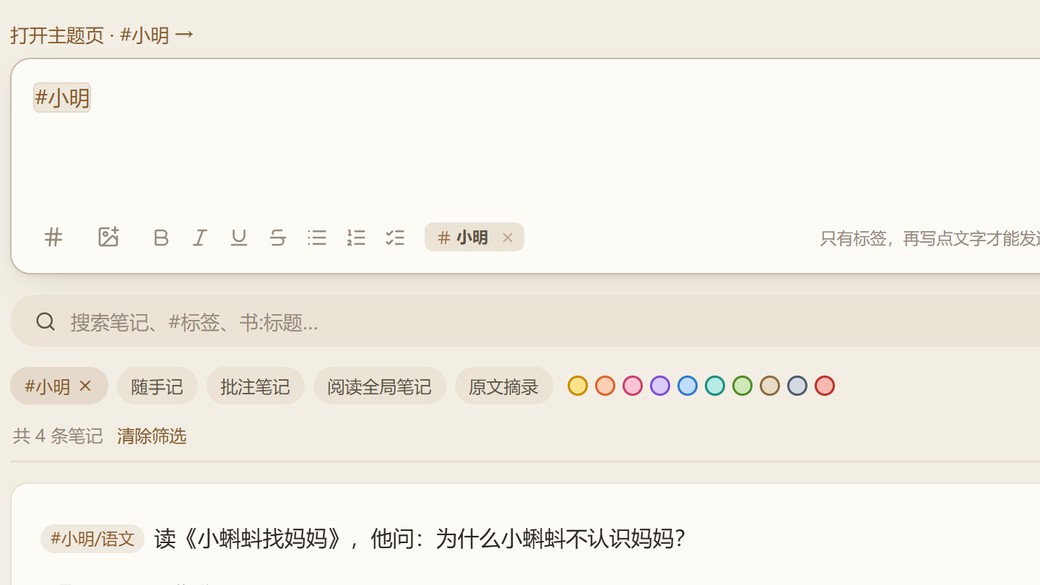 打开主题页 · #小明 →
#小明
# 小明 ×
只有标签，再写点文字才能发
搜索笔记、#标签、书:标题...
#小明 × 随手记 批注笔记 阅读全局笔记 原文摘录
共 4 条笔记 清除筛选
#小明/语文 读《小蝌蚪找妈妈》，他问：为什么小蝌蚪不认识妈妈？